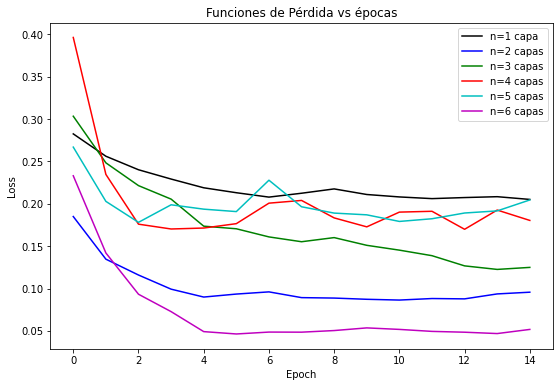 Funciones de Pérdida vs épocas
n=1 capa
n=2 capas
n=3 capas
n=4 capas
n=5 capas
n=6 capas
Loss
0.40
0.35
0.30
0.25
0.20
0.15
0.10
0.05
0 2 4 6 8 10 12 14
Epoch